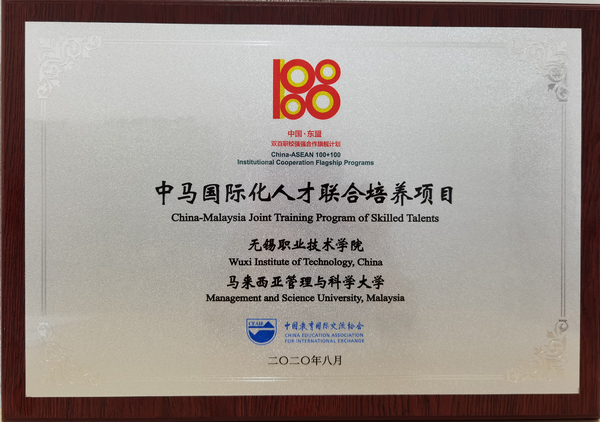 100
100
中国·东盟
双百职校强强合作旗舰计划
China-ASEAN 100+100
Institutional Cooperation Flagship Programs
中马国际化人才联合培养项目
China-Malaysia Joint Training Program of Skilled Talents
无锡职业技术学院
Wuxi Institute of Technology, China
马来西亚管理与科学大学
Management and Science University, Malaysia
CEAIE
中国教育国际交流协会
CHINA EDUCATION ASSOCIATION
FOR INTERNATIONAL EXCHANGE
二〇二〇年八月